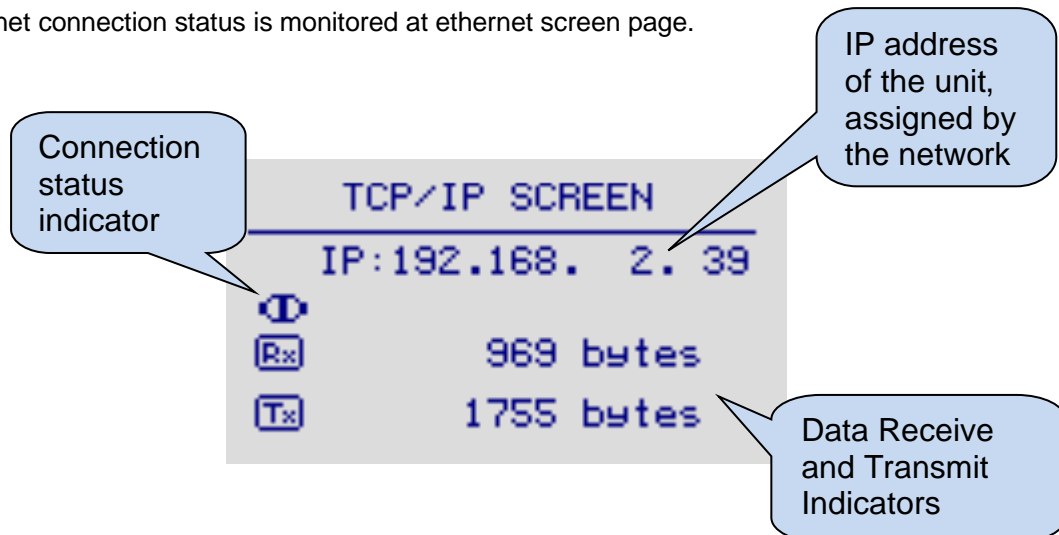 net connection status is monitored at ethernet screen page.
IP address
of the unit,
assigned by
the network
Connection
status
indicator
TCP/IP SCREEN
IP:192.168.  2. 39
Rx 969 bytes
Tx 1755 bytes
Data Receive
and Transmit
Indicators